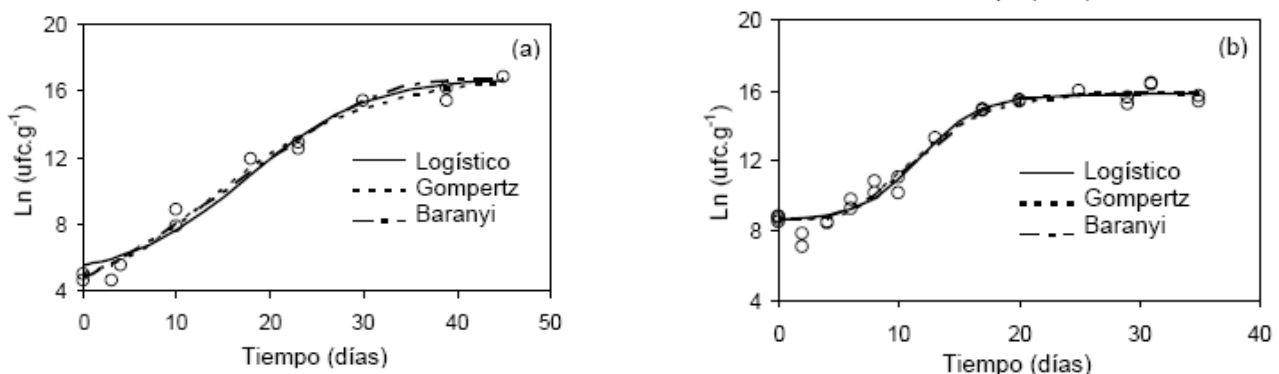 (a)
20
16
12
8
4
Ln (ufc.g⁻¹)
Logístico
Gompertz
Baranyi
0 10 20 30 40 50
Tiempo (días)
(b)
20
16
12
8
4
Ln (ufc.g⁻¹)
Logístico
Gompertz
Baranyi
0 10 20 30 40
Tiempo (días)